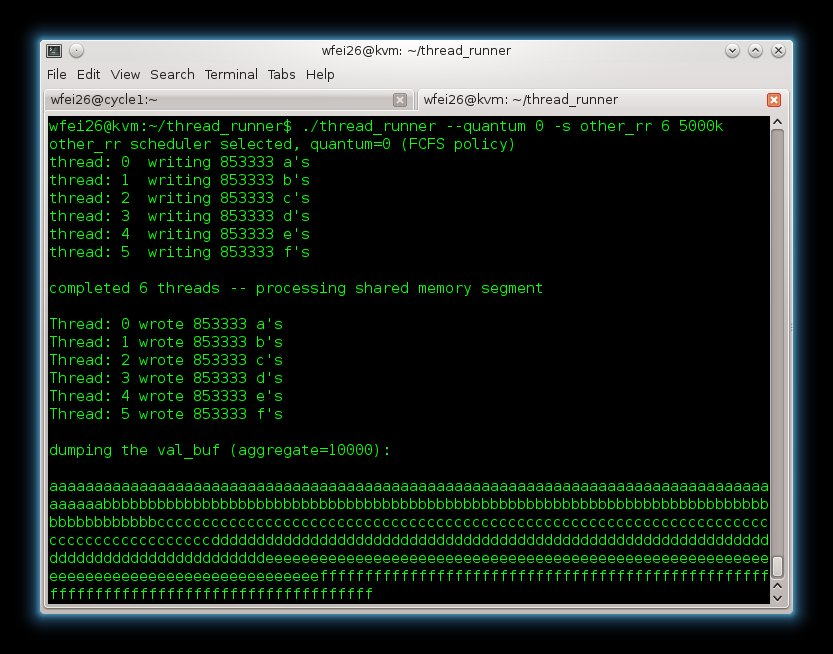 wfei26@kvm: ~/thread_runner
File Edit View Search Terminal Tabs Help
wfei26@cycle1:~
wfei26@kvm: ~/thread_runner
wfei26@kvm:~/thread_runner$ ./thread_runner --quantum 0 -s other_rr 6 5000k
other_rr scheduler selected, quantum=0 (FCFS policy)
thread: 0  writing 853333 a's
thread: 1  writing 853333 b's
thread: 2  writing 853333 c's
thread: 3  writing 853333 d's
thread: 4  writing 853333 e's
thread: 5  writing 853333 f's
completed 6 threads -- processing shared memory segment
Thread: 0 wrote 853333 a's
Thread: 1 wrote 853333 b's
Thread: 2 wrote 853333 c's
Thread: 3 wrote 853333 d's
Thread: 4 wrote 853333 e's
Thread: 5 wrote 853333 f's
dumping the val_buf (aggregate=10000):
aaaaaaaaaaaaaaaaaaaaaaaaaaaaaaaaaaaaaaaaaaaaaaaaaaaaaaaaaaaaaaaaaaaaaaaaaaaaaaaa
aaaaaabbbbbbbbbbbbbbbbbbbbbbbbbbbbbbbbbbbbbbbbbbbbbbbbbbbbbbbbbbbbbbbbbbbbbbbbbb
bbbbbbbbbbbbcccccccccccccccccccccccccccccccccccccccccccccccccccccccccccccccccccc
ccccccccccccccccccdddddddddddddddddddddddddddddddddddddddddddddddddddddddddddddd
ddddddddddddddddddddddddeeeeeeeeeeeeeeeeeeeeeeeeeeeeeeeeeeeeeeeeeeeeeeeeeeeeeeee
eeeeeeeeeeeeeeeeeeeeeeeeeeeeeeffffffffffffffffffffffffffffffffffffffffffffffffff
ffffffffffffffffffffffffffffffffffff